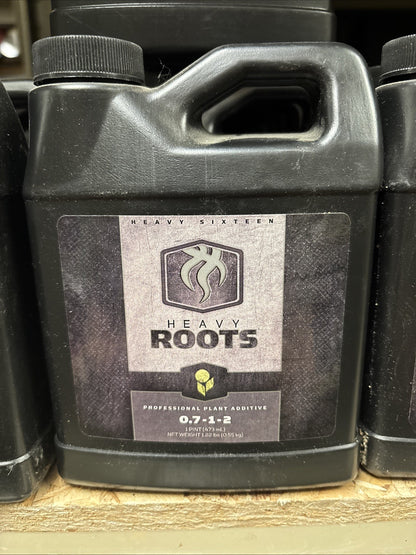 HEAVY SIXTEEN
HEAVY
ROOTS
PROFESSIONAL PLANT ADDITIVE
0.7-1-2
1 PINT (473 mL)
NET WEIGHT 1.22 lbs (0.55 kg)